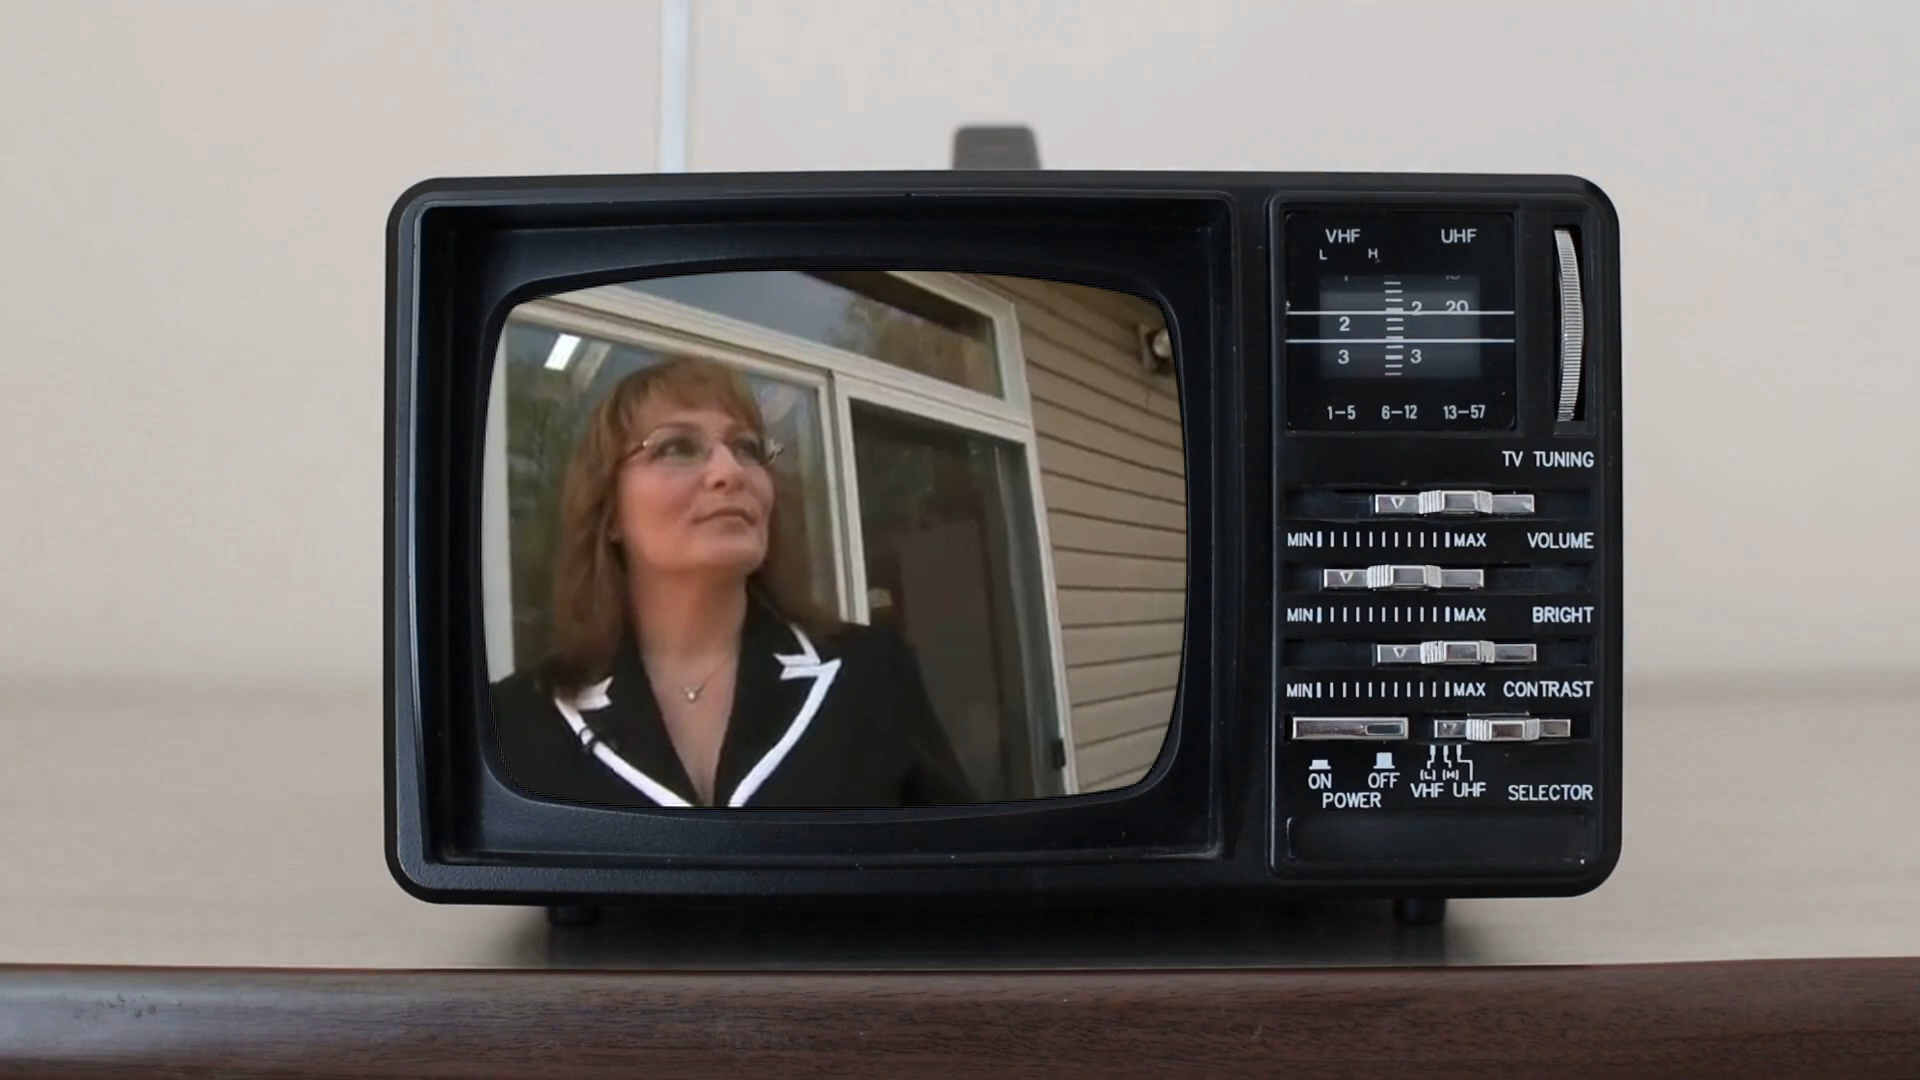 VHF UHF
L H
2 20
2
3 3
1-5 6-12 13-57
TV TUNING
MIN MAX VOLUME
MIN MAX BRIGHT
MIN MAX CONTRAST
ON OFF (L) (H)
POWER VHF UHF SELECTOR